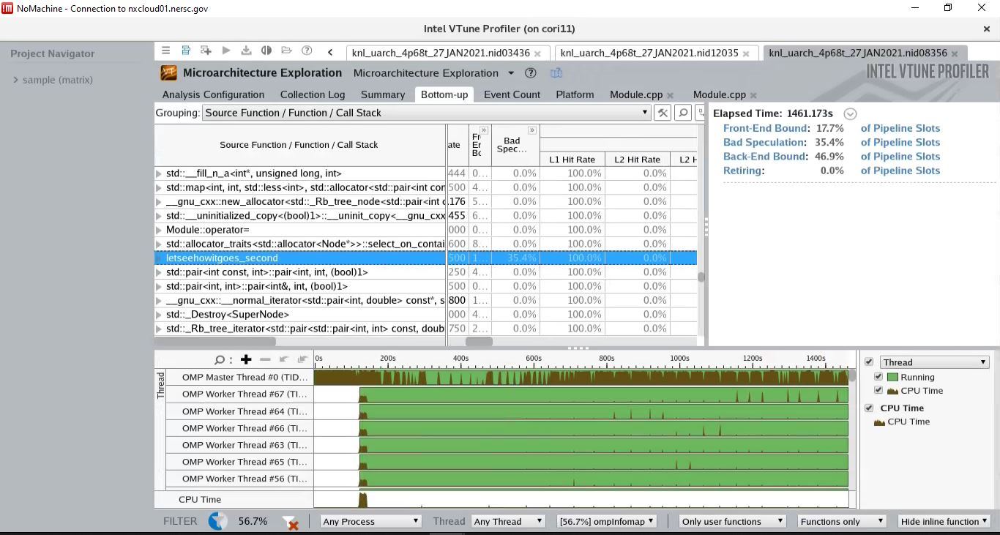 NoMachine - Connection to nxcloud01.nersc.gov
Intel VTune Profiler (on cori11)
Project Navigator
sample (matrix)
knl_uarch_4p68t_27JAN2021.nid03436
knl_uarch_4p68t_27JAN2021.nid12035
knl_uarch_4p68t_27JAN2021.nid08356
Microarchitecture Exploration Microarchitecture Exploration
INTEL VTUNE PROFILER
Analysis Configuration Collection Log Summary Bottom-up Event Count Platform Module.cpp Module.cpp
Grouping: Source Function / Function / Call Stack
Source Function / Function / Call Stack ate Fr Er Bc Bad Spec... L1 Hit Rate L2 Hit Rate L2 H
std::__fill_n_a<int*, unsigned long, int> 444 0... 0.0% 100.0% 0.0%
std::map<int, int, std::less<int>, std::allocator<std::pair<int con 500 4... 0.0% 100.0% 0.0%
__gnu_cxx::new_allocator<std::_Rb_tree_node<std::pair<int c .176 5... 0.0% 100.0% 0.0%
std::__uninitialized_copy<(bool)1>::__uninit_copy<__gnu_cxx 455 6... 0.0% 100.0% 0.0%
Module::operator= 000 0... 0.0% 100.0% 0.0%
std::allocator_traits<std::allocator<Node*>>::select_on_contai 600 8... 0.0% 100.0% 0.0%
letseehowitgoes_second 500 1... 35.4% 100.0% 0.0%
std::pair<int const, int>::pair<int, int, (bool)1> 250 4... 0.0% 100.0% 0.0%
std::pair<int, int>::pair<int&, int, (bool)1> 500 0... 0.0% 100.0% 0.0%
__gnu_cxx::__normal_iterator<std::pair<int, double> const*, s 800 1... 0.0% 100.0% 0.0%
std::_Destroy<SuperNode> 000 4... 0.0% 100.0% 0.0%
std::_Rb_tree_iterator<std::pair<std::pair<int, int> const, doub 750 2... 0.0% 100.0% 0.0%
Elapsed Time: 1461.173s
Front-End Bound: 17.7% of Pipeline Slots
Bad Speculation: 35.4% of Pipeline Slots
Back-End Bound: 46.9% of Pipeline Slots
Retiring: 0.0% of Pipeline Slots
0s 200s 400s 600s 800s 1000s 1200s 1400s
Thread
OMP Master Thread #0 (TID...
OMP Worker Thread #67 (TI...
OMP Worker Thread #64 (TI...
OMP Worker Thread #66 (TI...
OMP Worker Thread #63 (TI...
OMP Worker Thread #65 (TI...
OMP Worker Thread #56 (TI...
CPU Time
Thread
Running
CPU Time
CPU Time
CPU Time
FILTER 56.7% Any Process Thread Any Thread [56.7%] ompInfomap Only user functions Functions only Hide inline function